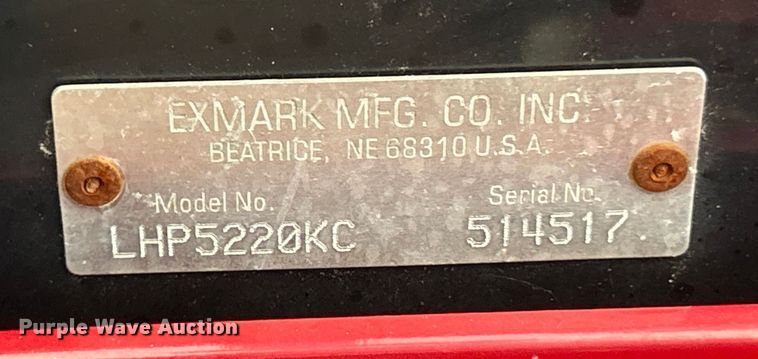 EXMARK MFG. CO. INC.
BEATRICE, NE 68310 U.S.A.
Model No. Serial No.
LHP5220KC 514517
Purple Wave Auction